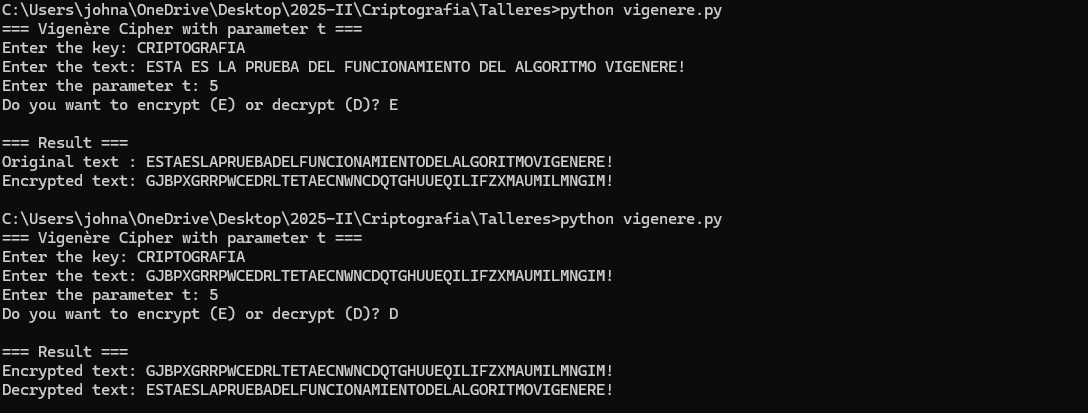 C:\Users\johna\OneDrive\Desktop\2025-II\Criptografia\Talleres>python vigenere.py
=== Vigenère Cipher with parameter t ===
Enter the key: CRIPTOGRAFIA
Enter the text: ESTA ES LA PRUEBA DEL FUNCIONAMIENTO DEL ALGORITMO VIGENERE!
Enter the parameter t: 5
Do you want to encrypt (E) or decrypt (D)? E

=== Result ===
Original text : ESTAESLAPRUEBADELFUNCIONAMIENTODELALGORITMOVIGENERE!
Encrypted text: GJBPXGRRPWCEDRLTETAECNWNCDQTGHUUEQILIFZXMAUMILMNGIM!

C:\Users\johna\OneDrive\Desktop\2025-II\Criptografia\Talleres>python vigenere.py
=== Vigenère Cipher with parameter t ===
Enter the key: CRIPTOGRAFIA
Enter the text: GJBPXGRRPWCEDRLTETAECNWNCDQTGHUUEQILIFZXMAUMILMNGIM!
Enter the parameter t: 5
Do you want to encrypt (E) or decrypt (D)? D

=== Result ===
Encrypted text: GJBPXGRRPWCEDRLTETAECNWNCDQTGHUUEQILIFZXMAUMILMNGIM!
Decrypted text: ESTAESLAPRUEBADELFUNCIONAMIENTODELALGORITMOVIGENERE!